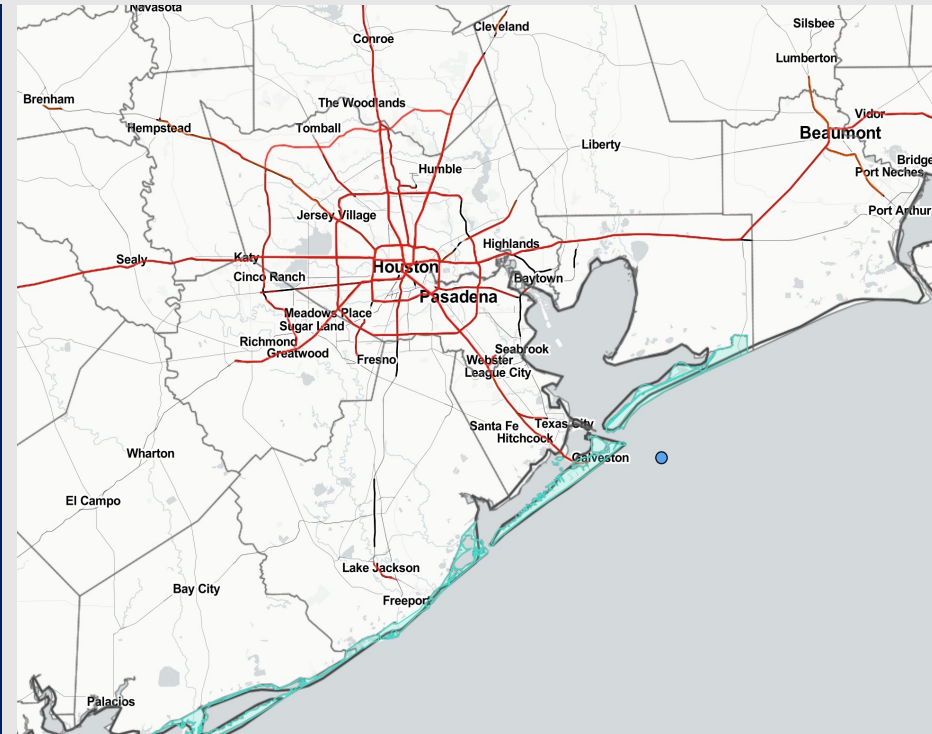 Navasota
Silsbee
Cleveland
Conroe
Lumberton
Brenham
The Woodlands
Vidor
Hempstead
Tomball
Beaumont
Liberty
Bridge
Humble
Port Neches
Port Arthur
Jersey Village
Highlands
Sealy
Katy
Houston
Cinco Ranch
Baytown
Pasadena
Meadows Place
Sugar Land
Richmond
Greatwood
Seabrook
Fresno
Webster
League City
Santa Fe
Texas City
Hitchcock
Wharton
Galveston
El Campo
Lake Jackson
Bay City
Freeport
Palacios